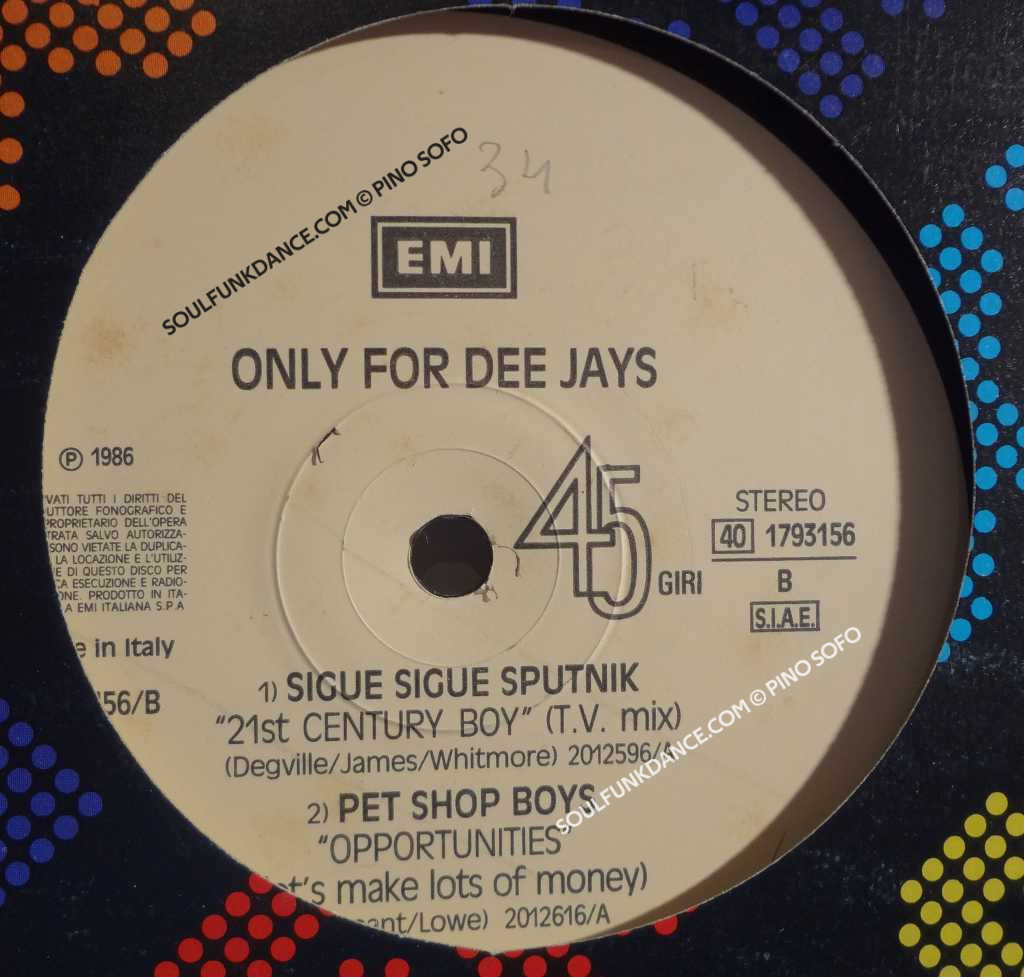 SOULFUNKDANCE.COM © PINO SOFO
34
EMI
ONLY FOR DEE JAYS
℗ 1986
VATI TUTTI I DIRITTI DEL
UTTORE FONOGRAFICO E
PROPRIETARIO DELL'OPERA
TRATA SALVO AUTORIZZA-
SONO VIETATE LA DUPLICA-
LA LOCAZIONE E L'UTILIZ-
E DI QUESTO DISCO PER
CA ESECUZIONE E RADIO-
ONE. PRODOTTO IN ITA-
A EMI ITALIANA S.P.A
e in Italy
56/B
45 GIRI
STEREO
40 1793156
B
S.I.A.E.
1) SIGUE SIGUE SPUTNIK
"21st CENTURY BOY" (T.V. mix)
(Degville/James/Whitmore) 2012596/A
2) PET SHOP BOYS
"OPPORTUNITIES"
et's make lots of money)
nant/Lowe) 2012616/A
SOULFUNKDANCE.COM © PINO SOFO